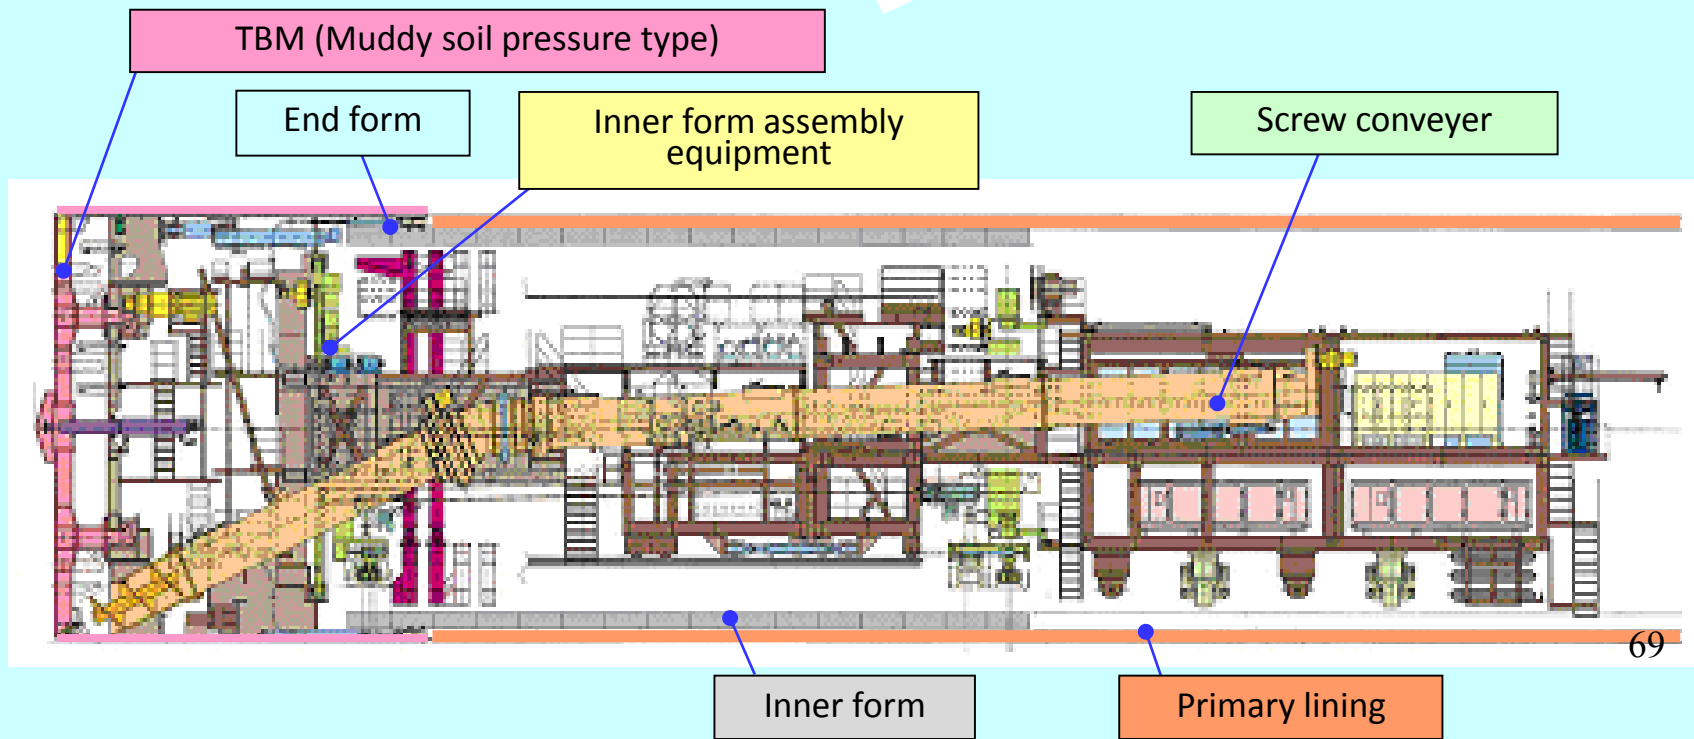 TBM (Muddy soil pressure type)
End form
Inner form assembly
equipment
Screw conveyer
69
Inner form
Primary lining